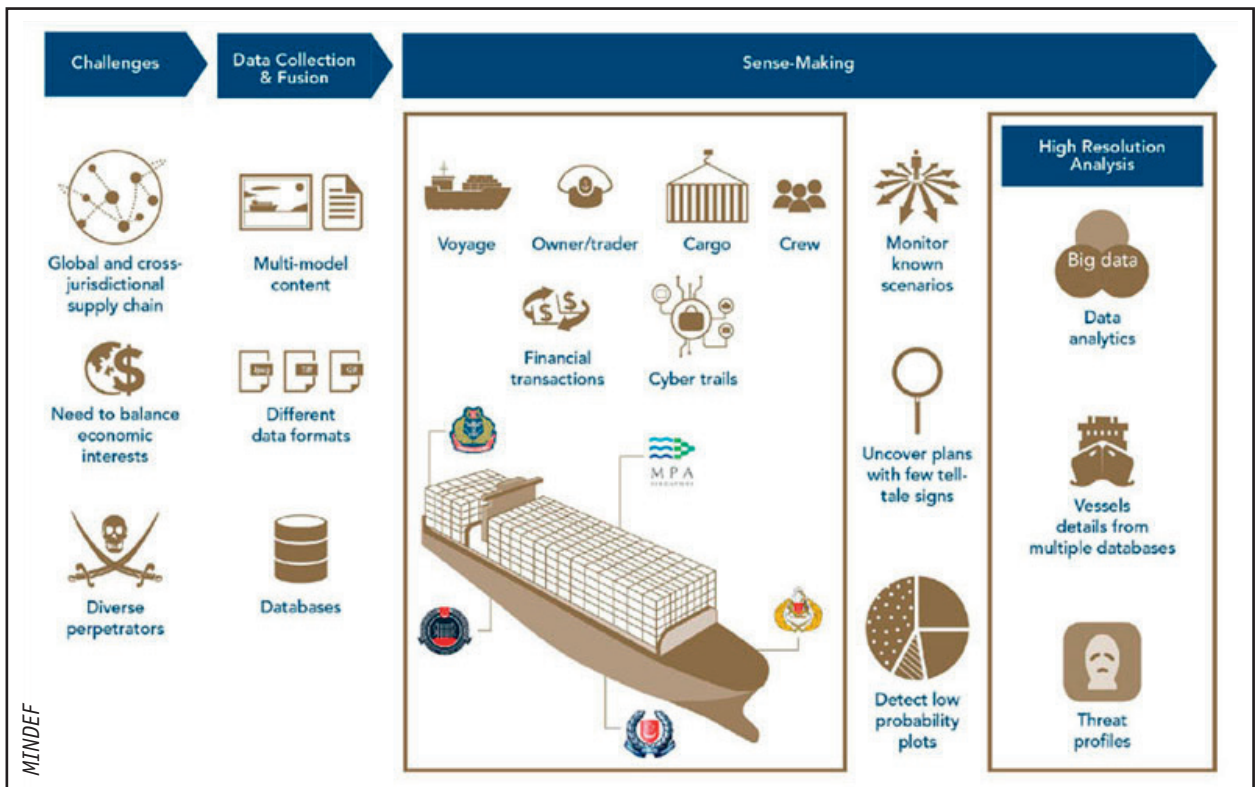 Challenges
Data Collection
& Fusion
Sense-Making
Global and cross-
jurisdictional
supply chain
Need to balance
economic
interests
Diverse
perpetrators
Multi-model
content
Different
data formats
Databases
Voyage
Owner/trader
Cargo
Crew
Financial
transactions
Cyber trails
MPA
SINGAPORE
Monitor
known
scenarios
Uncover plans
with few tell-
tale signs
Detect low
probability
plots
High Resolution
Analysis
Big data
Data
analytics
Vessels
details from
multiple databases
Threat
profiles
MINDEF